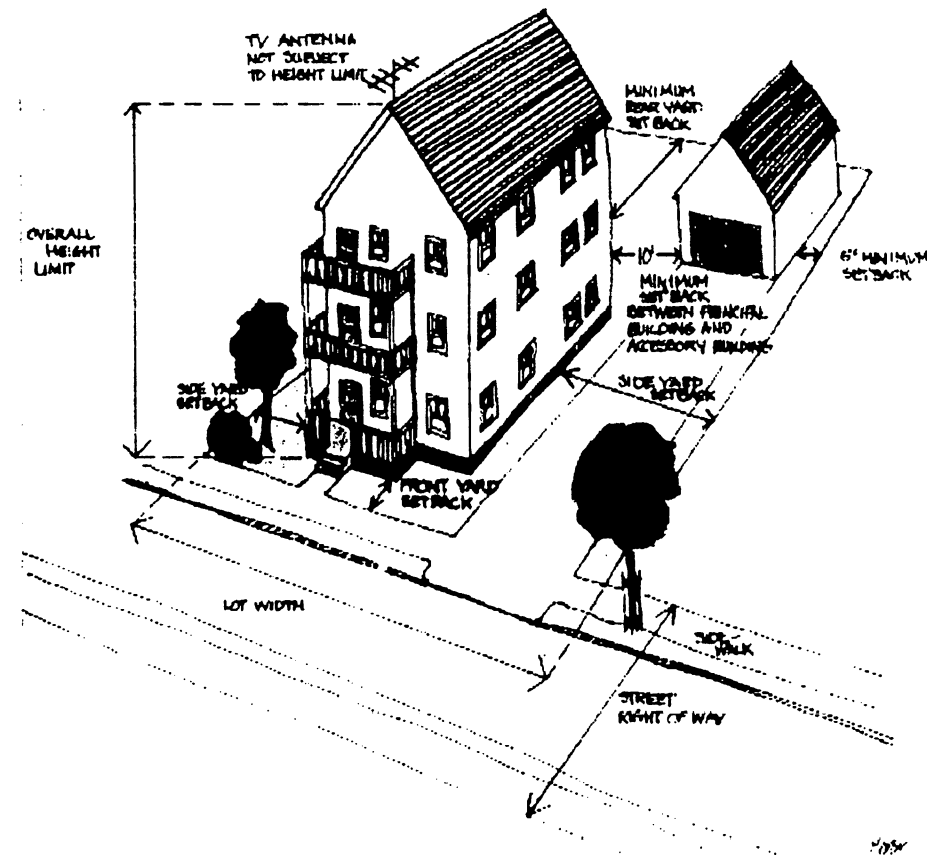 TV ANTENNA
NOT SUBJECT
TO HEIGHT LIMIT
MINIMUM
REAR YARD
SET BACK
OVERALL
HEIGHT
LIMIT
10'
6' MINIMUM
SETBACK
MINIMUM
SET BACK
BETWEEN PRINCIPAL
BUILDING AND
ACCESSORY BUILDING
SIDE YARD
SETBACK
SIDE YARD
SETBACK
FRONT YARD
SETBACK
LOT WIDTH
SIDE-
WALK
STREET
RIGHT OF WAY